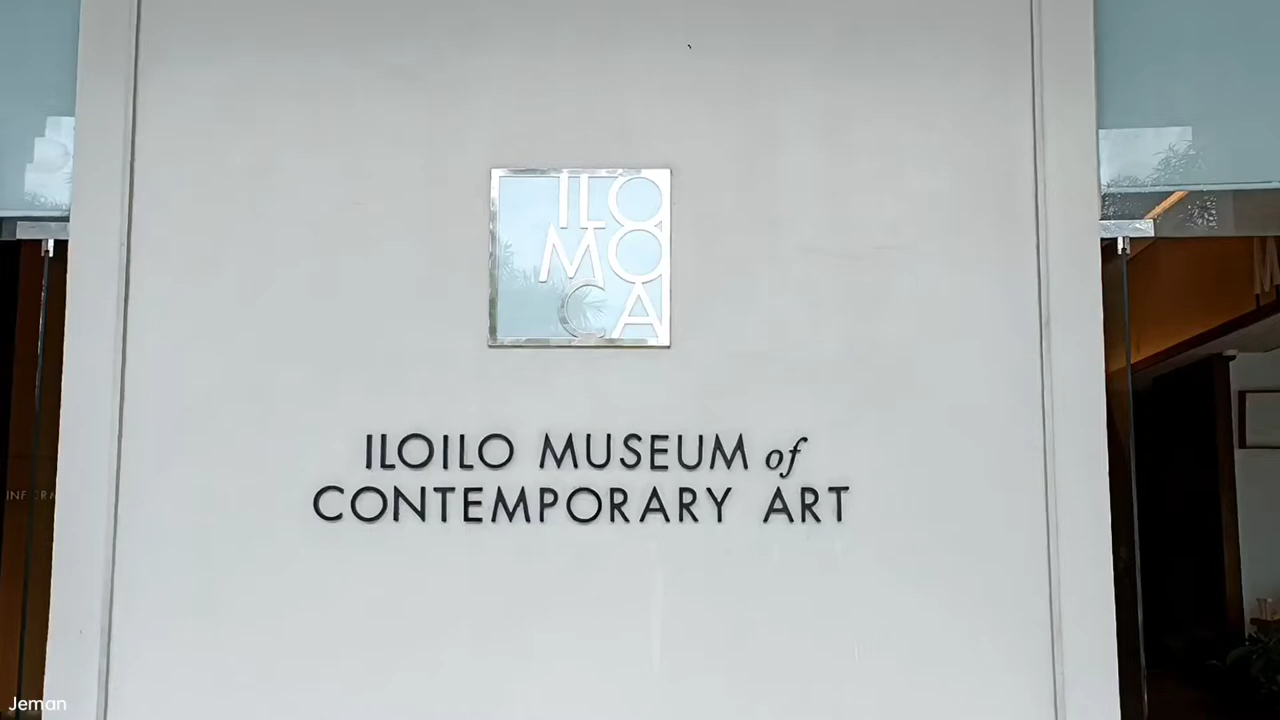 ILO
MO
CA
ILOILO MUSEUM of
CONTEMPORARY ART
Jeman